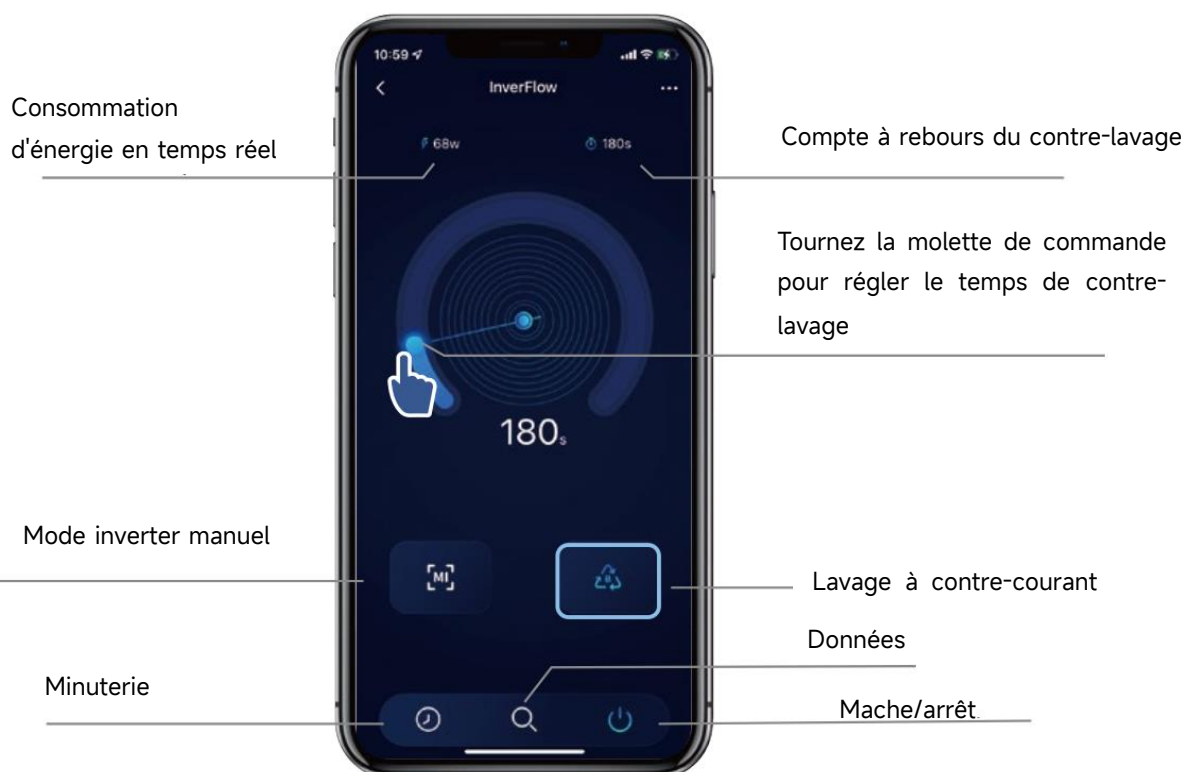 10:59
InverFlow
Consommation
d'énergie en temps réel
68w
180s
Compte à rebours du contre-lavage
Tournez la molette de commande
pour régler le temps de contre-
lavage
180s
Mode inverter manuel
MI
Lavage à contre-courant
Données
Minuterie
Mache/arrêt